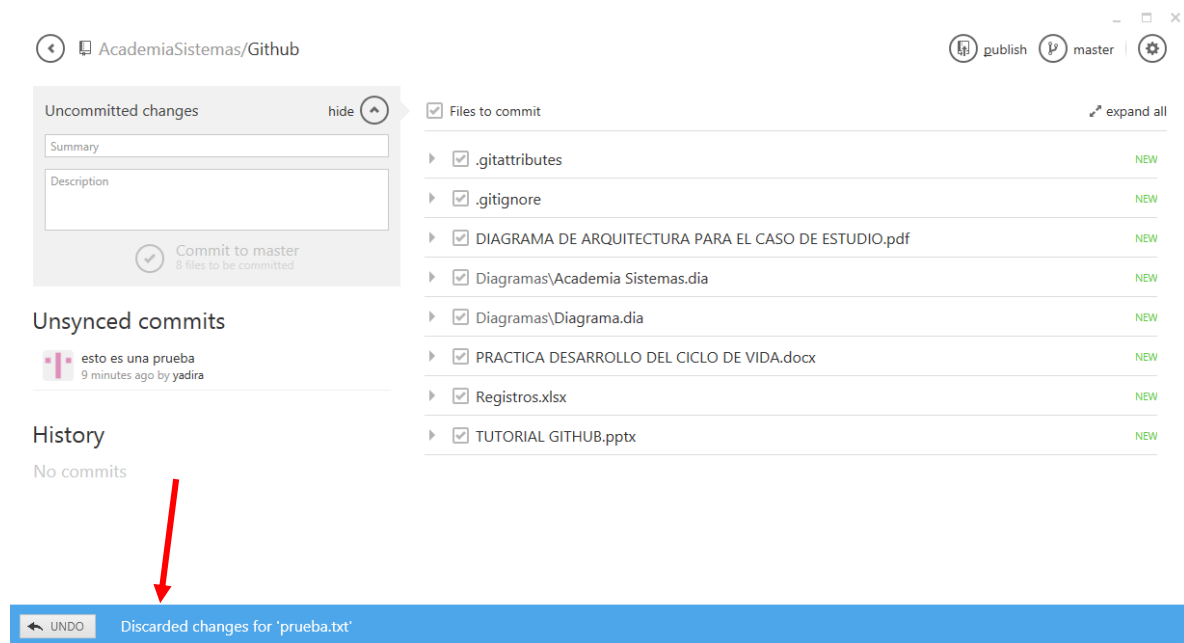 AcademiaSistemas/Github
publish
master
Uncommitted changes
hide
Summary
Description
Commit to master
8 files to be committed
Unsynced commits
esto es una prueba
9 minutes ago by yadira
History
No commits
Files to commit
expand all
.gitattributes NEW
.gitignore NEW
DIAGRAMA DE ARQUITECTURA PARA EL CASO DE ESTUDIO.pdf NEW
Diagramas\Academia Sistemas.dia NEW
Diagramas\Diagrama.dia NEW
PRACTICA DESARROLLO DEL CICLO DE VIDA.docx NEW
Registros.xlsx NEW
TUTORIAL GITHUB.pptx NEW
UNDO
Discarded changes for 'prueba.txt'